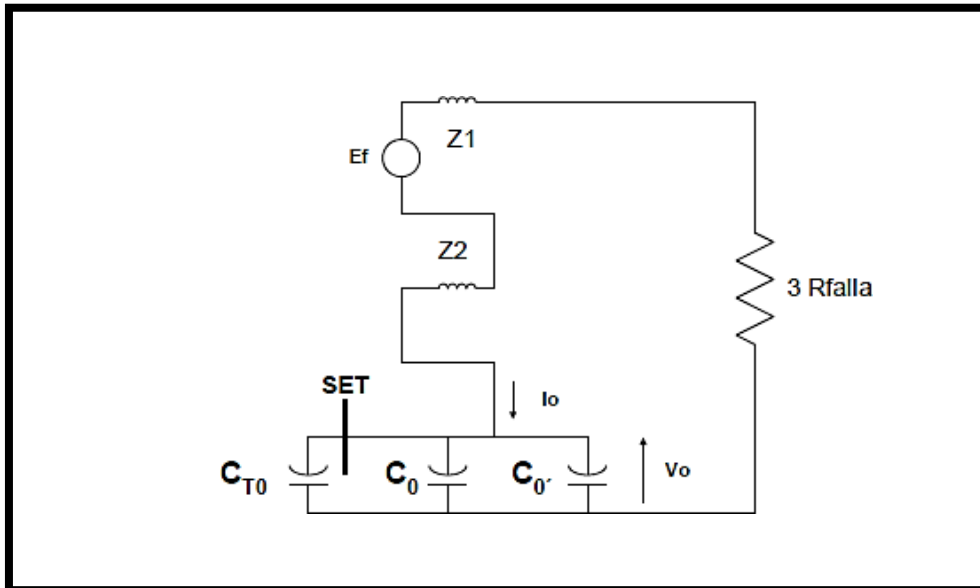 Z1
Ef
Z2
3 Rfalla
SET
Io
CT0
C0
C0´
Vo